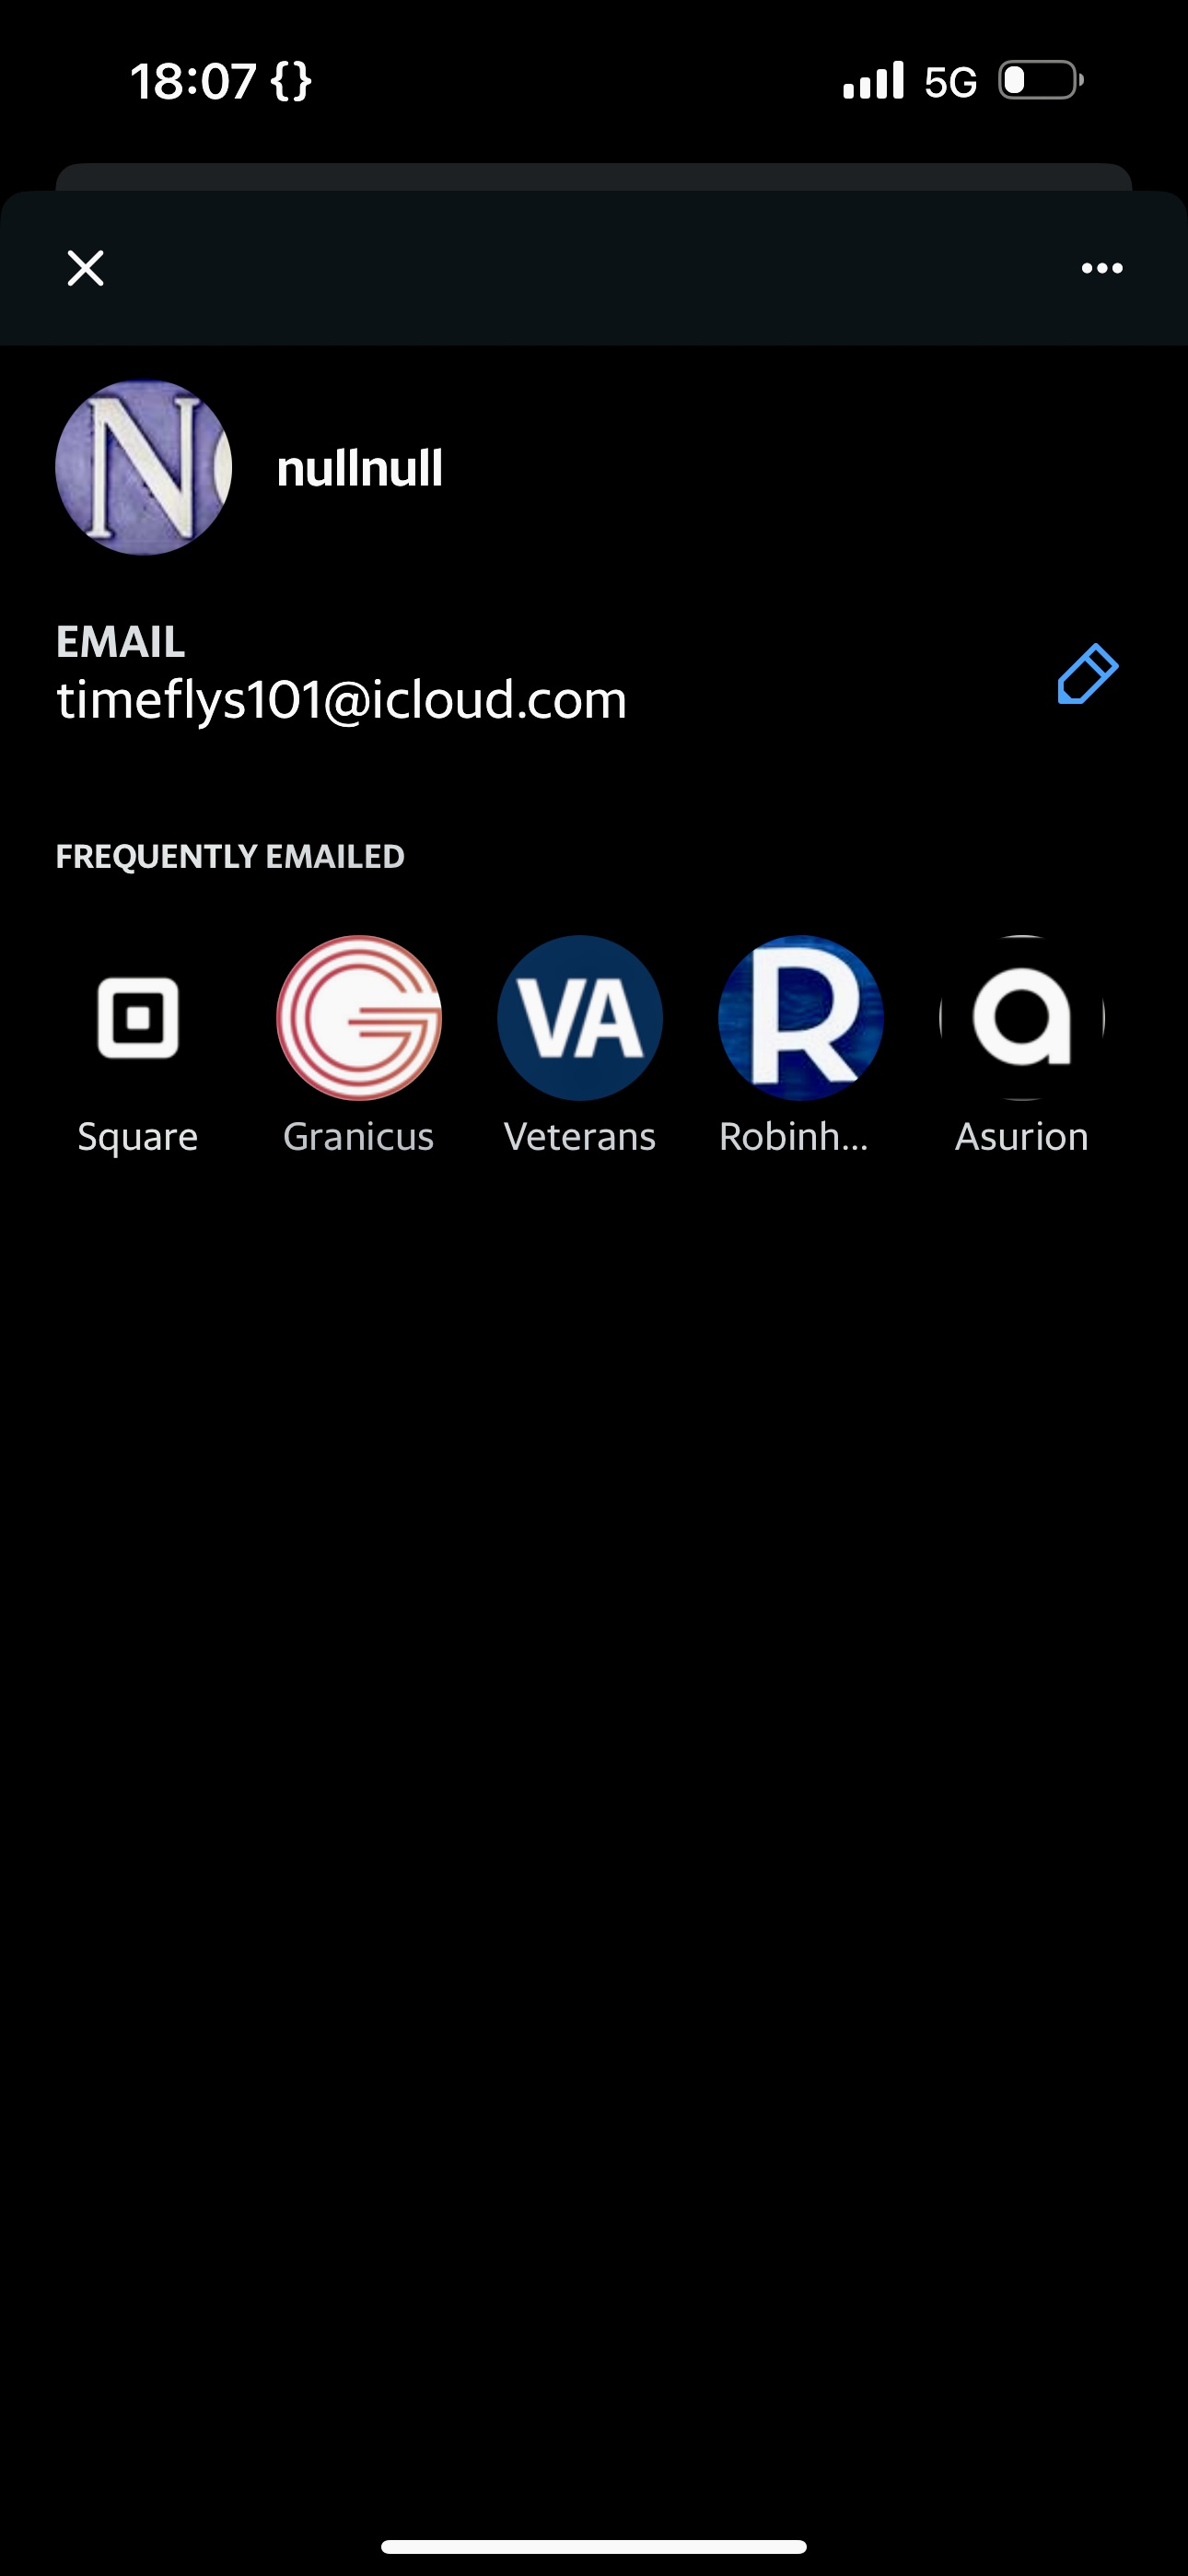 18:07 {} 5G
N
nullnull
EMAIL
timeflys101@icloud.com
FREQUENTLY EMAILED
G VA R a
Square Granicus Veterans Robinh... Asurion